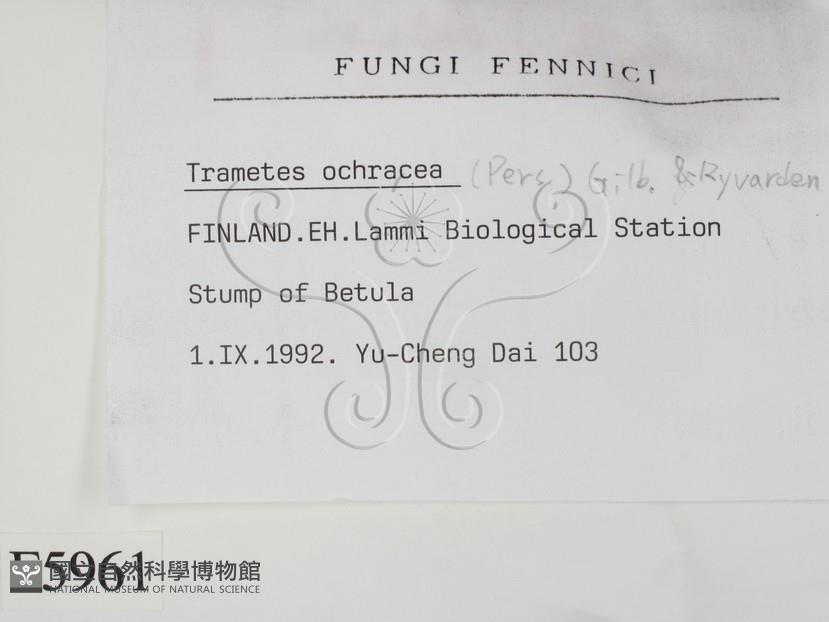 FUNGI FENNICI
Trametes ochracea (Pers.) Gilb. & Ryvarden
FINLAND.EH.Lammi Biological Station
Stump of Betula
1.IX.1992. Yu-Cheng Dai 103
F5961
國立自然科學博物館
NATIONAL MUSEUM OF NATURAL SCIENCE